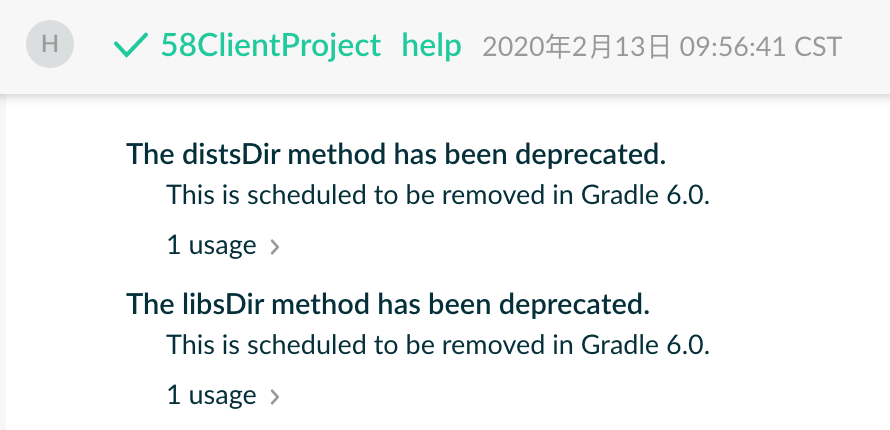 H
58ClientProject help 2020年2月13日 09:56:41 CST
The distsDir method has been deprecated.
This is scheduled to be removed in Gradle 6.0.
1 usage
The libsDir method has been deprecated.
This is scheduled to be removed in Gradle 6.0.
1 usage